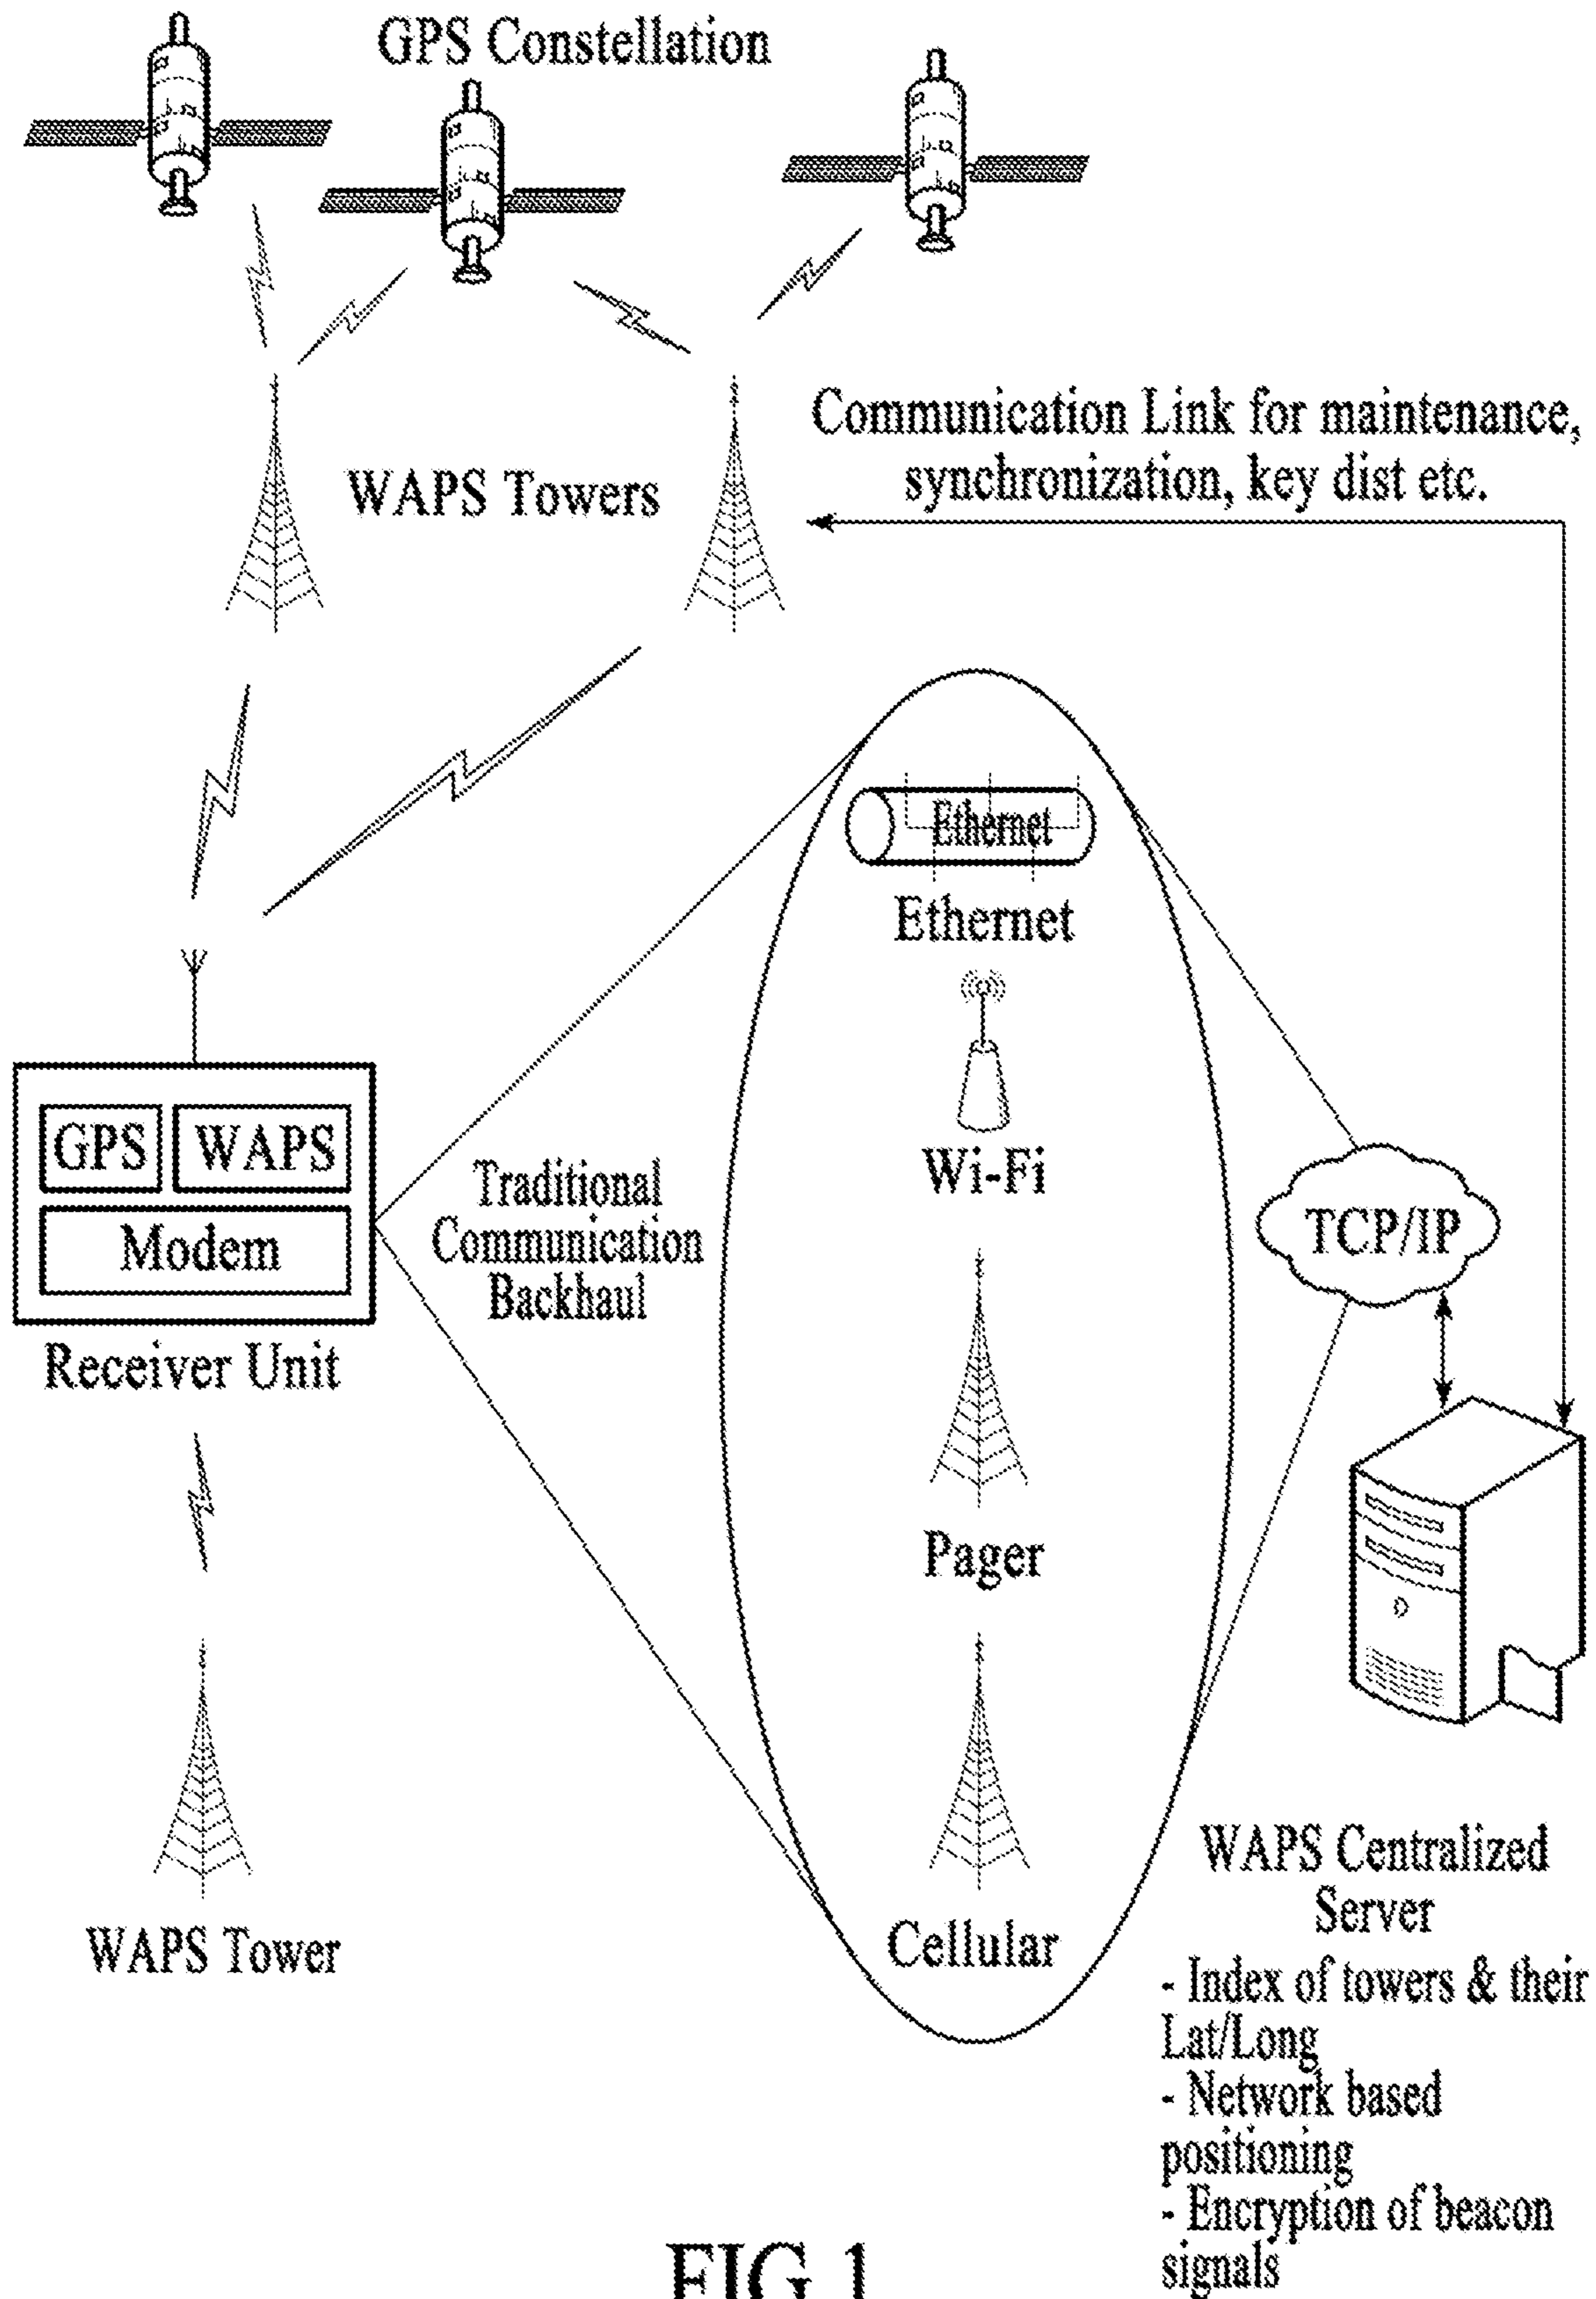 GPS Constellation
WAPS Towers
Communication Link for maintenance,
synchronization, key dist etc.
Ethernet
Ethernet
Wi-Fi
GPS
WAPS
Modem
Receiver Unit
Traditional
Communication
Backhaul
TCP/IP
Pager
WAPS Tower
Cellular
WAPS Centralized
Server
- Index of towers & their
Lat/Long
- Network based
positioning
- Encryption of beacon
signals
FIG.1